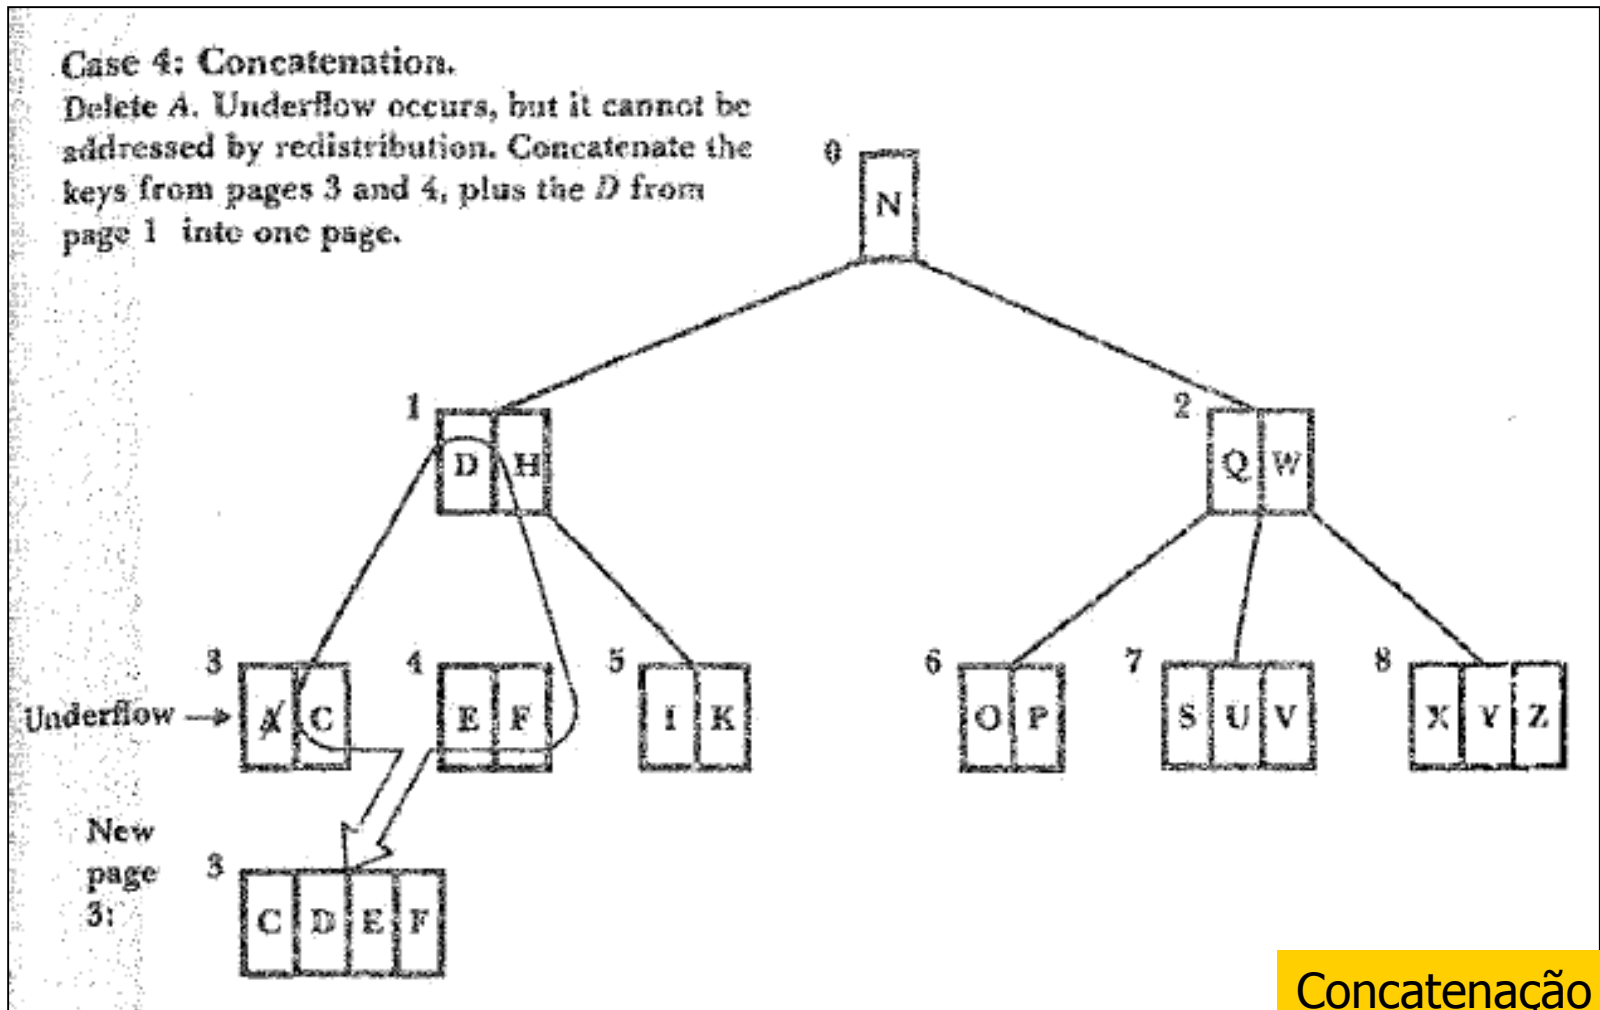 Case 4: Concatenation.
Delete A. Underflow occurs, but it cannot be
addressed by redistribution. Concatenate the
keys from pages 3 and 4, plus the D from
page 1 into one page.
0
N
1
D H
2
Q W
3
A C
4
E F
5
I K
6
O P
7
S U V
8
X Y Z
Underflow
New
page
3:
3
C D E F
Concatenação